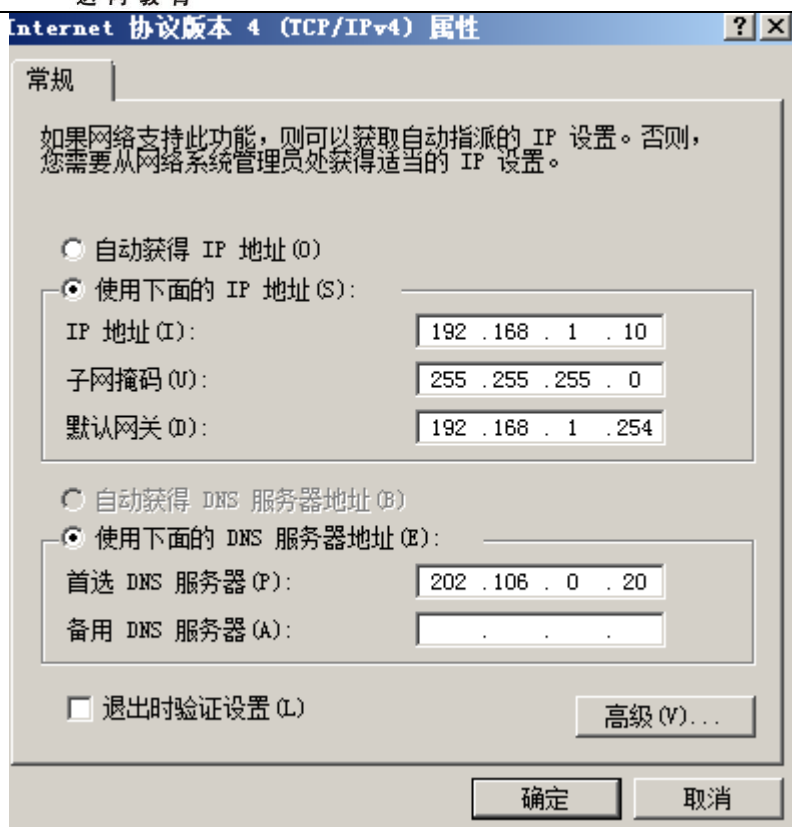 Internet 协议版本 4 (TCP/IPv4) 属性
常规
如果网络支持此功能，则可以获取自动指派的 IP 设置。否则，
您需要从网络系统管理员处获得适当的 IP 设置。
自动获得 IP 地址(O)
使用下面的 IP 地址(S):
IP 地址(I): 192 .168 . 1 . 10
子网掩码(U): 255 .255 .255 . 0
默认网关(D): 192 .168 . 1 .254
自动获得 DNS 服务器地址(B)
使用下面的 DNS 服务器地址(E):
首选 DNS 服务器(P): 202 .106 . 0 . 20
备用 DNS 服务器(A): . . .
退出时验证设置(L)
高级(V)...
确定 取消